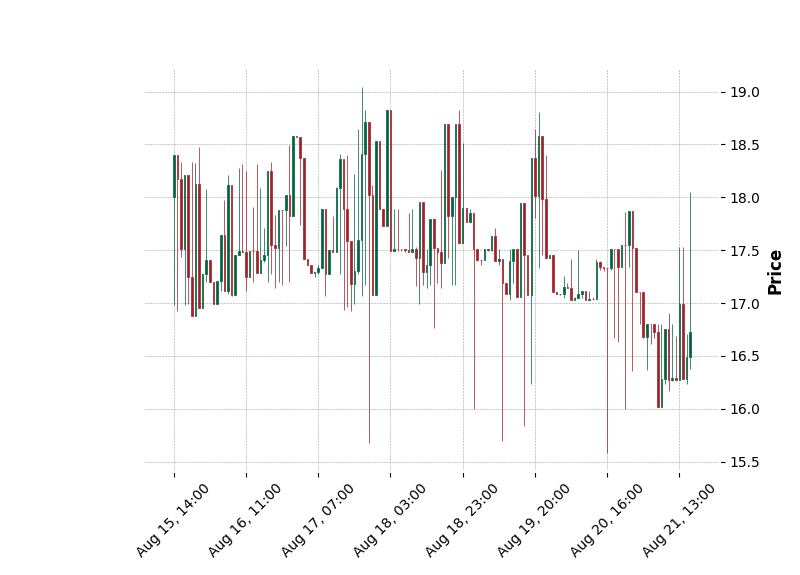 19.0
18.5
18.0
17.5
17.0
16.5
16.0
15.5
Price
Aug 15, 14:00
Aug 16, 11:00
Aug 17, 07:00
Aug 18, 03:00
Aug 18, 23:00
Aug 19, 20:00
Aug 20, 16:00
Aug 21, 13:00